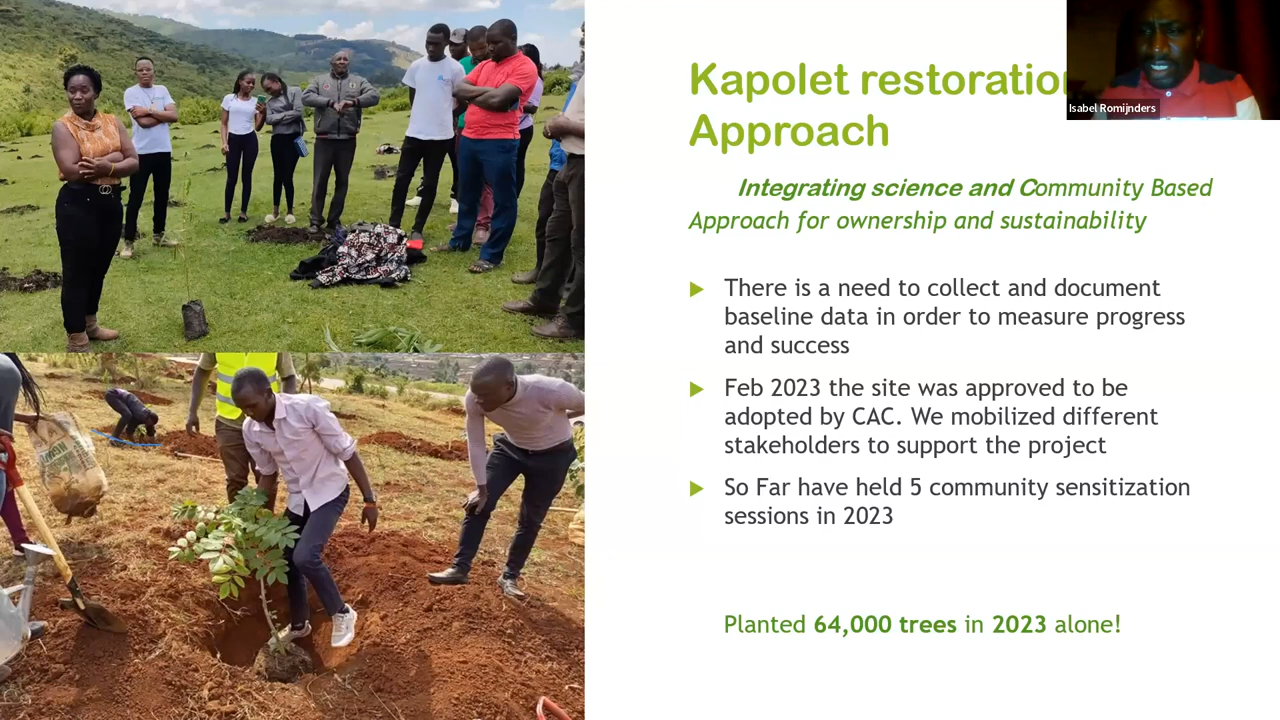 Kapolet restoration
Approach
Isabel Romijnders
Integrating science and Community Based
Approach for ownership and sustainability
There is a need to collect and document
baseline data in order to measure progress
and success
Feb 2023 the site was approved to be
adopted by CAC. We mobilized different
stakeholders to support the project
So Far have held 5 community sensitization
sessions in 2023
Planted 64,000 trees in 2023 alone!